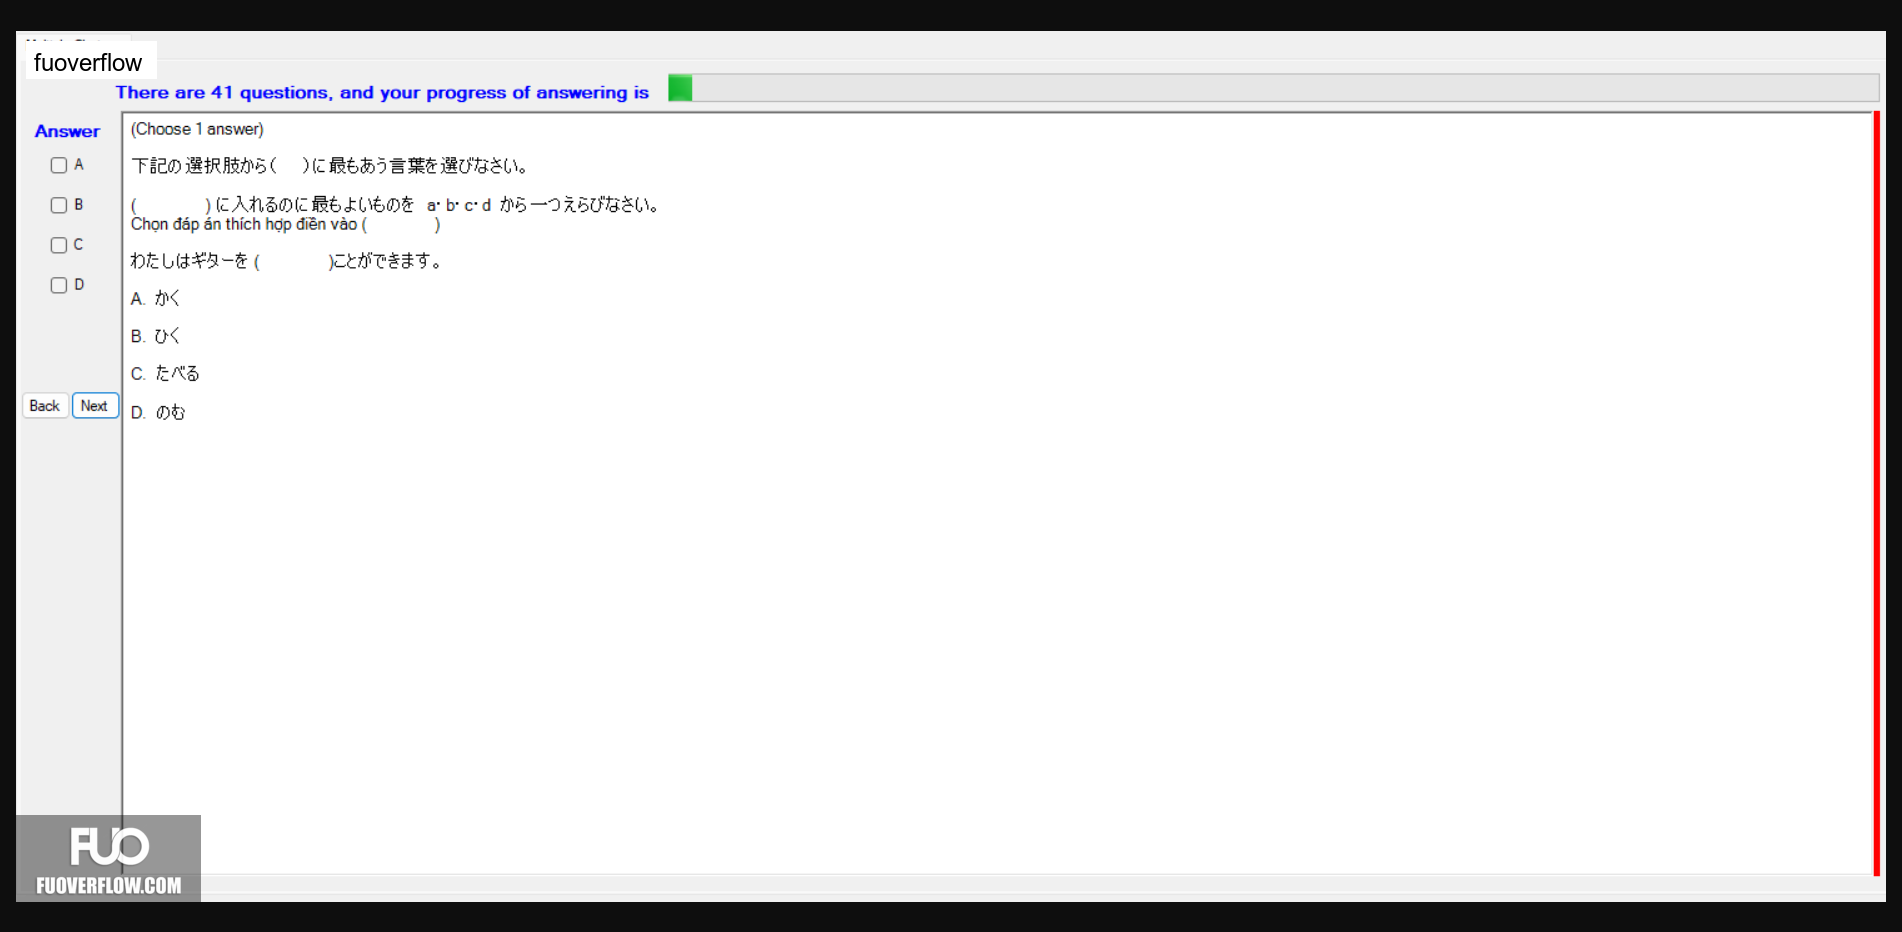 fuoverflow
There are 41 questions, and your progress of answering is
Answer
A
B
C
D
Back
Next
(Choose 1 answer)
下記の選択肢から(　)に最もあう言葉を選びなさい。
(　　　) に入れるのに最もよいものを a･ b･ c･ d から一つえらびなさい。
Chọn đáp án thích hợp điền vào (　　　)
わたしはギターを (　　　)ことができます。
A. かく
B. ひく
C. たべる
D. のむ
FUO
FUOVERFLOW.COM